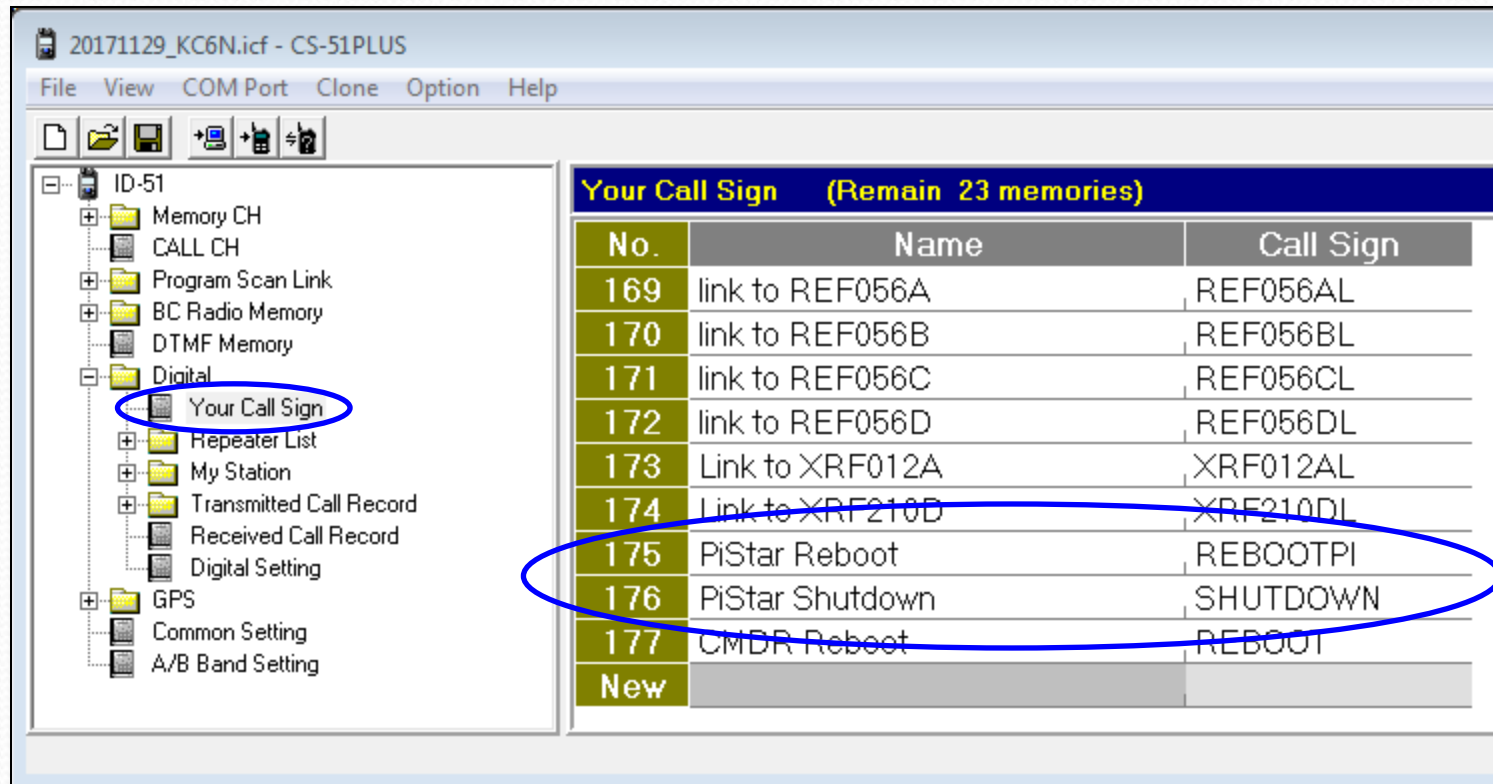 20171129_KC6N.icf - CS-51PLUS
File View COM Port Clone Option Help
ID-51
Memory CH
CALL CH
Program Scan Link
BC Radio Memory
DTMF Memory
Digital
Your Call Sign
Repeater List
My Station
Transmitted Call Record
Received Call Record
Digital Setting
GPS
Common Setting
A/B Band Setting
Your Call Sign (Remain 23 memories)
No. Name Call Sign
169 link to REF056A REF056AL
170 link to REF056B REF056BL
171 link to REF056C REF056CL
172 link to REF056D REF056DL
173 Link to XRF012A XRF012AL
174 Link to XRF210D XRF210DL
175 PiStar Reboot REBOOTPI
176 PiStar Shutdown SHUTDOWN
177 CMDR Reboot REBOOT
New